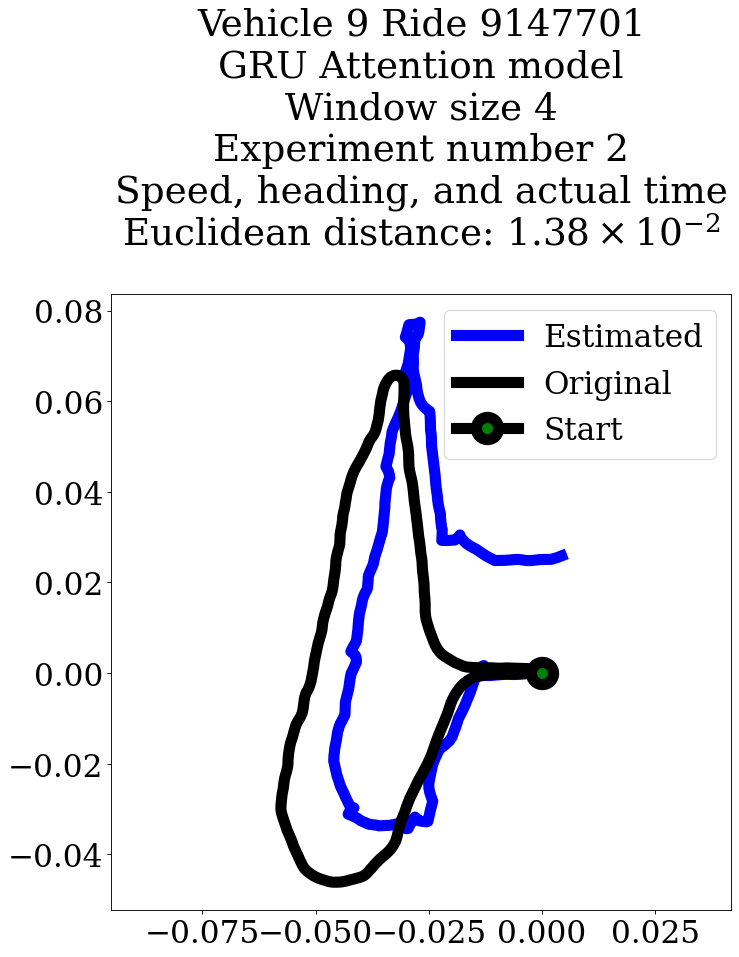 Vehicle 9 Ride 9147701
GRU Attention model
Window size 4
Experiment number 2
Speed, heading, and actual time
Euclidean distance: 1.38 × 10⁻²
Estimated
Original
Start
0.08
0.06
0.04
0.02
0.00
−0.02
−0.04
−0.075 −0.050 −0.025 0.000 0.025